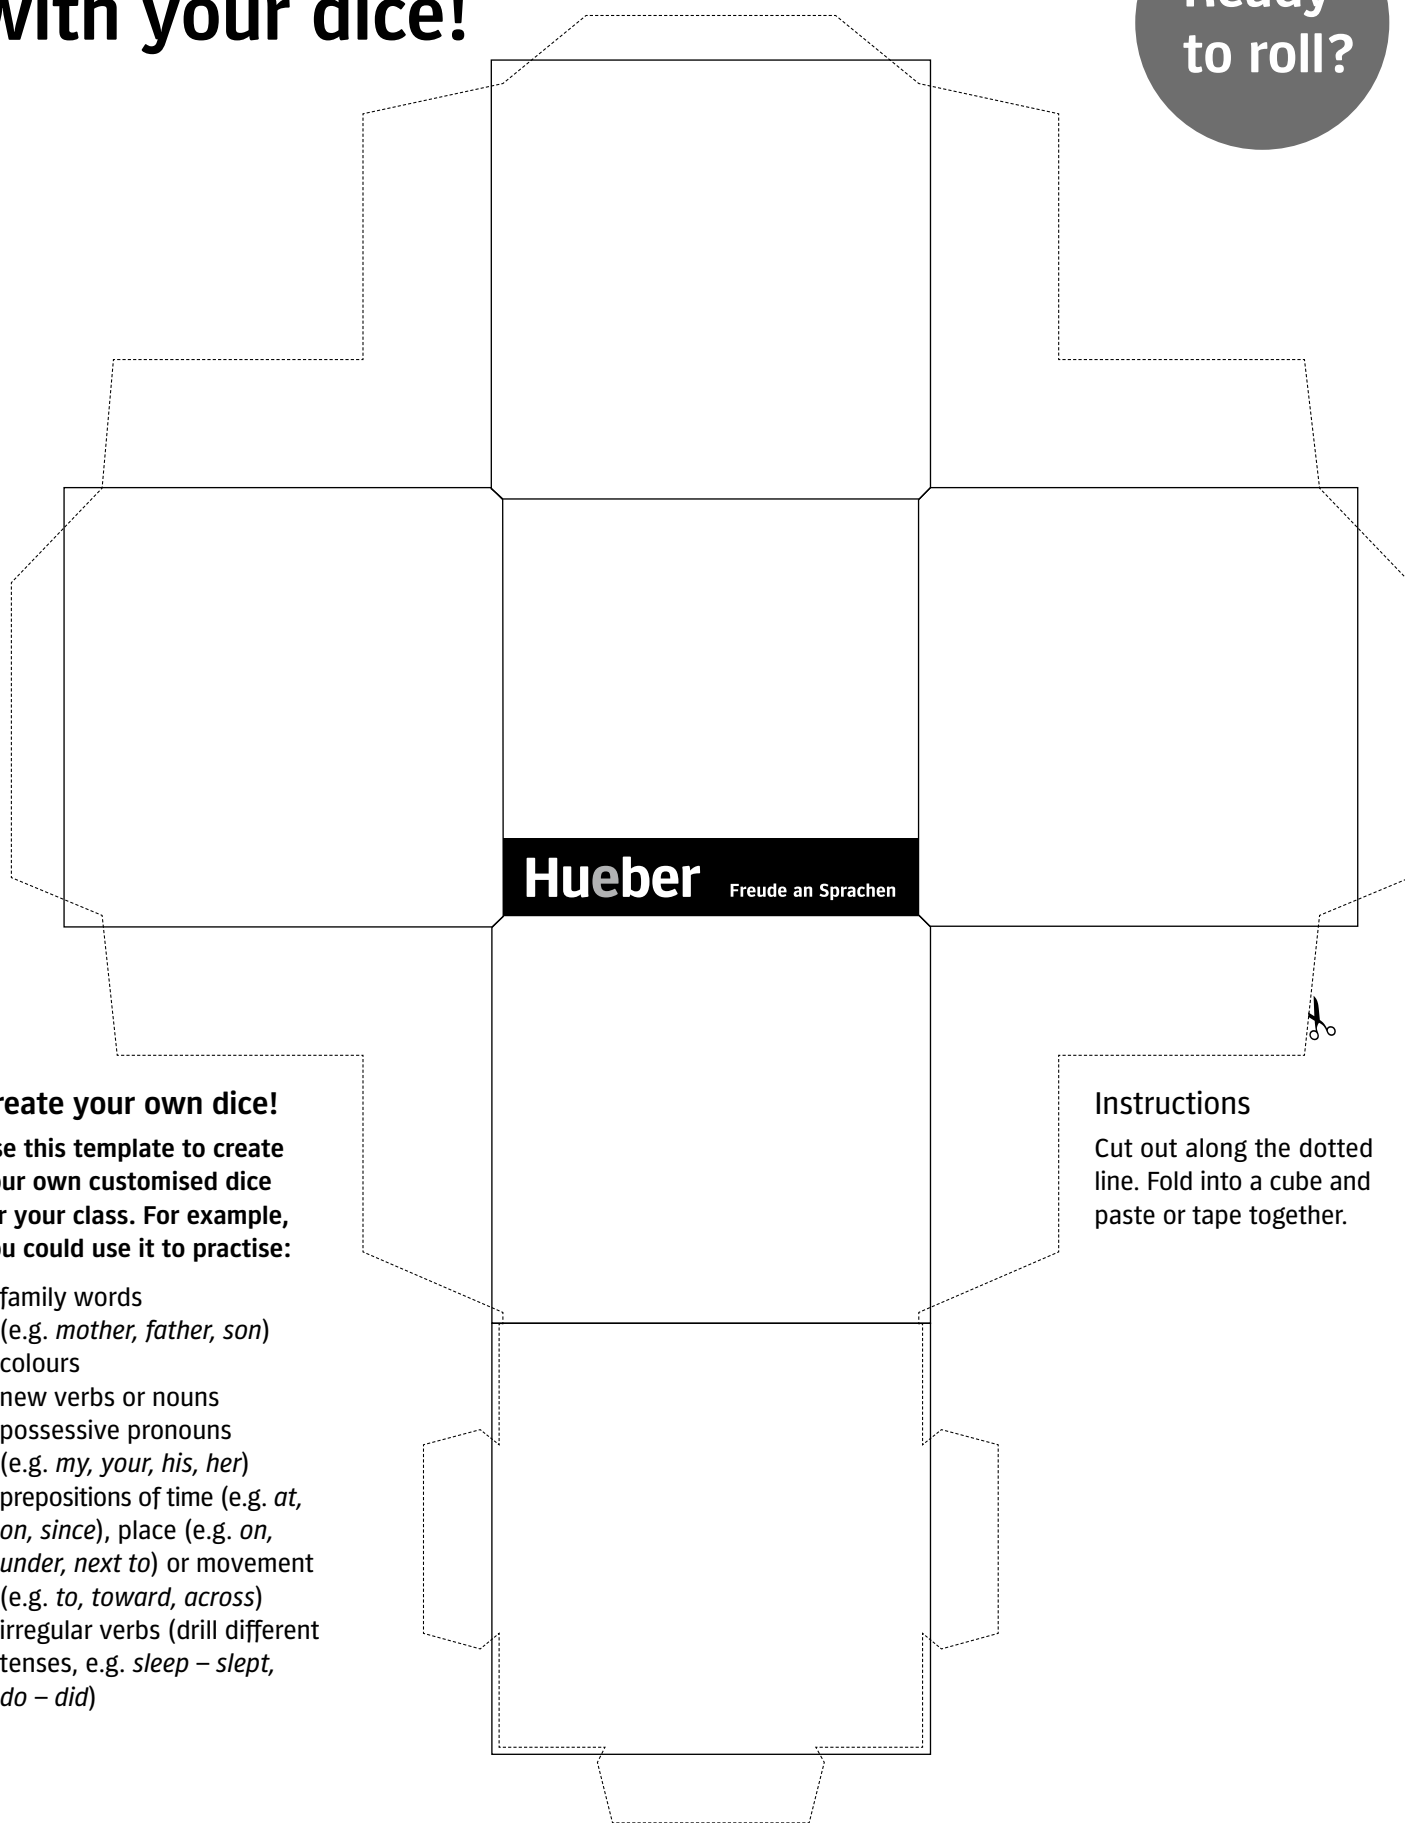 with your dice!
Ready
to roll?
Hueber Freude an Sprachen
reate your own dice!
se this template to create
our own customised dice
r your class. For example,
ou could use it to practise:
family words
(e.g. mother, father, son)
colours
new verbs or nouns
possessive pronouns
(e.g. my, your, his, her)
prepositions of time (e.g. at,
on, since), place (e.g. on,
under, next to) or movement
(e.g. to, toward, across)
irregular verbs (drill different
tenses, e.g. sleep – slept,
do – did)
Instructions
Cut out along the dotted
line. Fold into a cube and
paste or tape together.